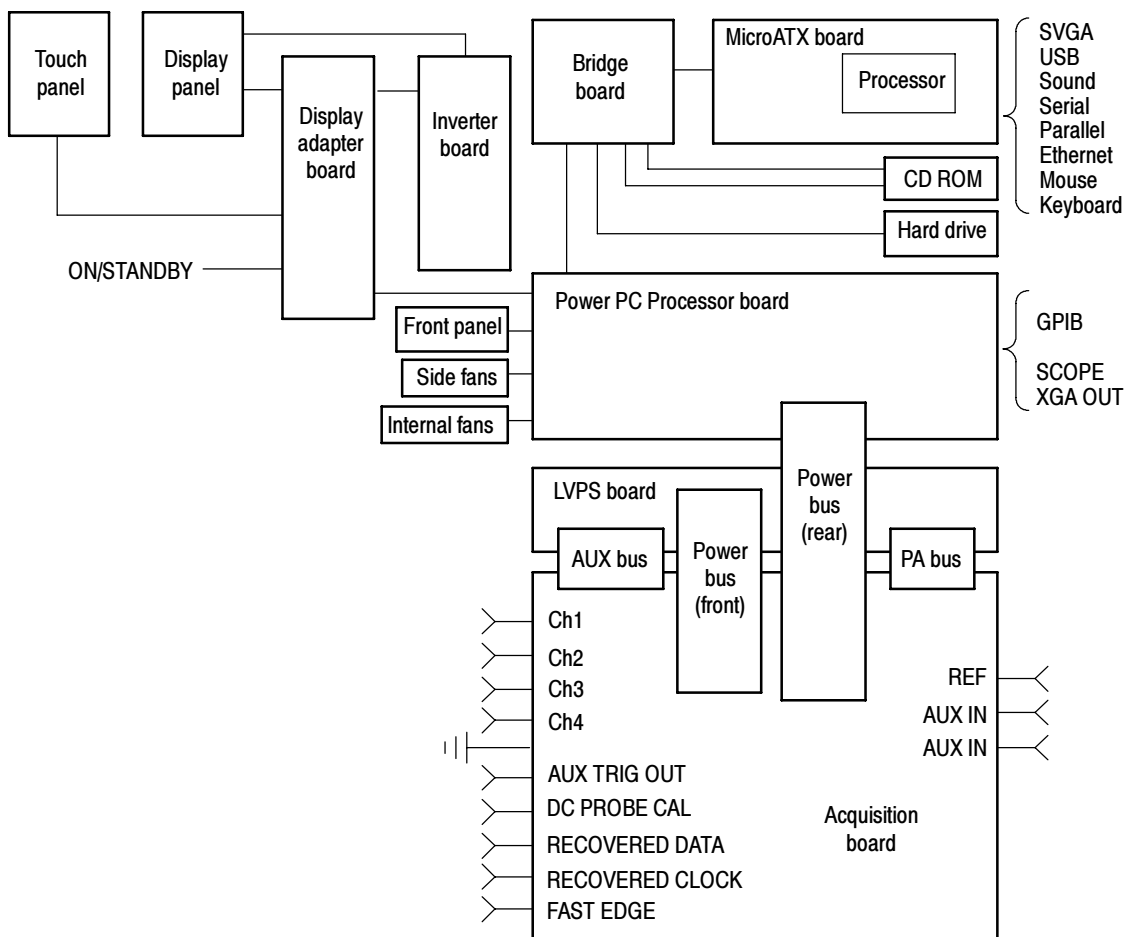 Touch
panel
Display
panel
Display
adapter
board
Inverter
board
Bridge
board
MicroATX board
Processor
SVGA
USB
Sound
Serial
Parallel
Ethernet
Mouse
Keyboard
CD ROM
Hard drive
ON/STANDBY
Power PC Processor board
Front panel
Side fans
Internal fans
GPIB
SCOPE
XGA OUT
LVPS board
Power
bus
(rear)
AUX bus
Power
bus
(front)
PA bus
Ch1
Ch2
Ch3
Ch4
REF
AUX IN
AUX IN
AUX TRIG OUT
DC PROBE CAL
RECOVERED DATA
RECOVERED CLOCK
FAST EDGE
Acquisition
board